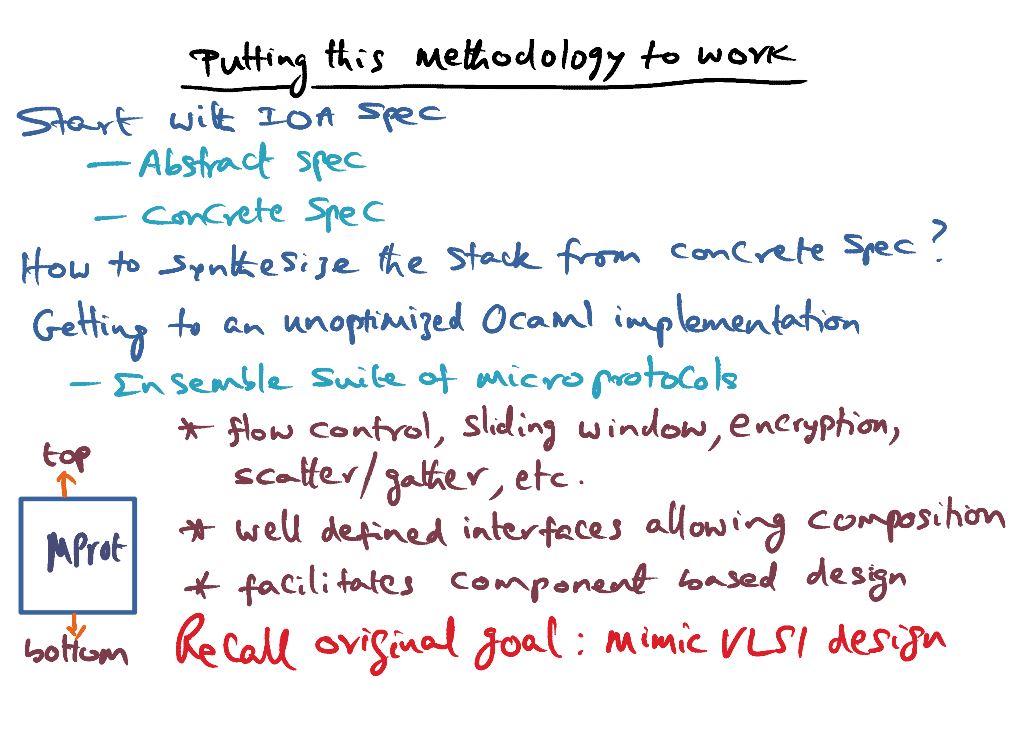 Putting this Methodology to work
Start with IOA spec
– Abstract spec
– Concrete Spec
How to synthesize the stack from concrete spec?
Getting to an unoptimized OCaml implementation
– Ensemble suite of microprotocols
* flow control, sliding window, encryption,
scatter/gather, etc.
* well defined interfaces allowing composition
* facilitates component based design
top
MProt
bottom
Recall original goal: mimic VLSI design